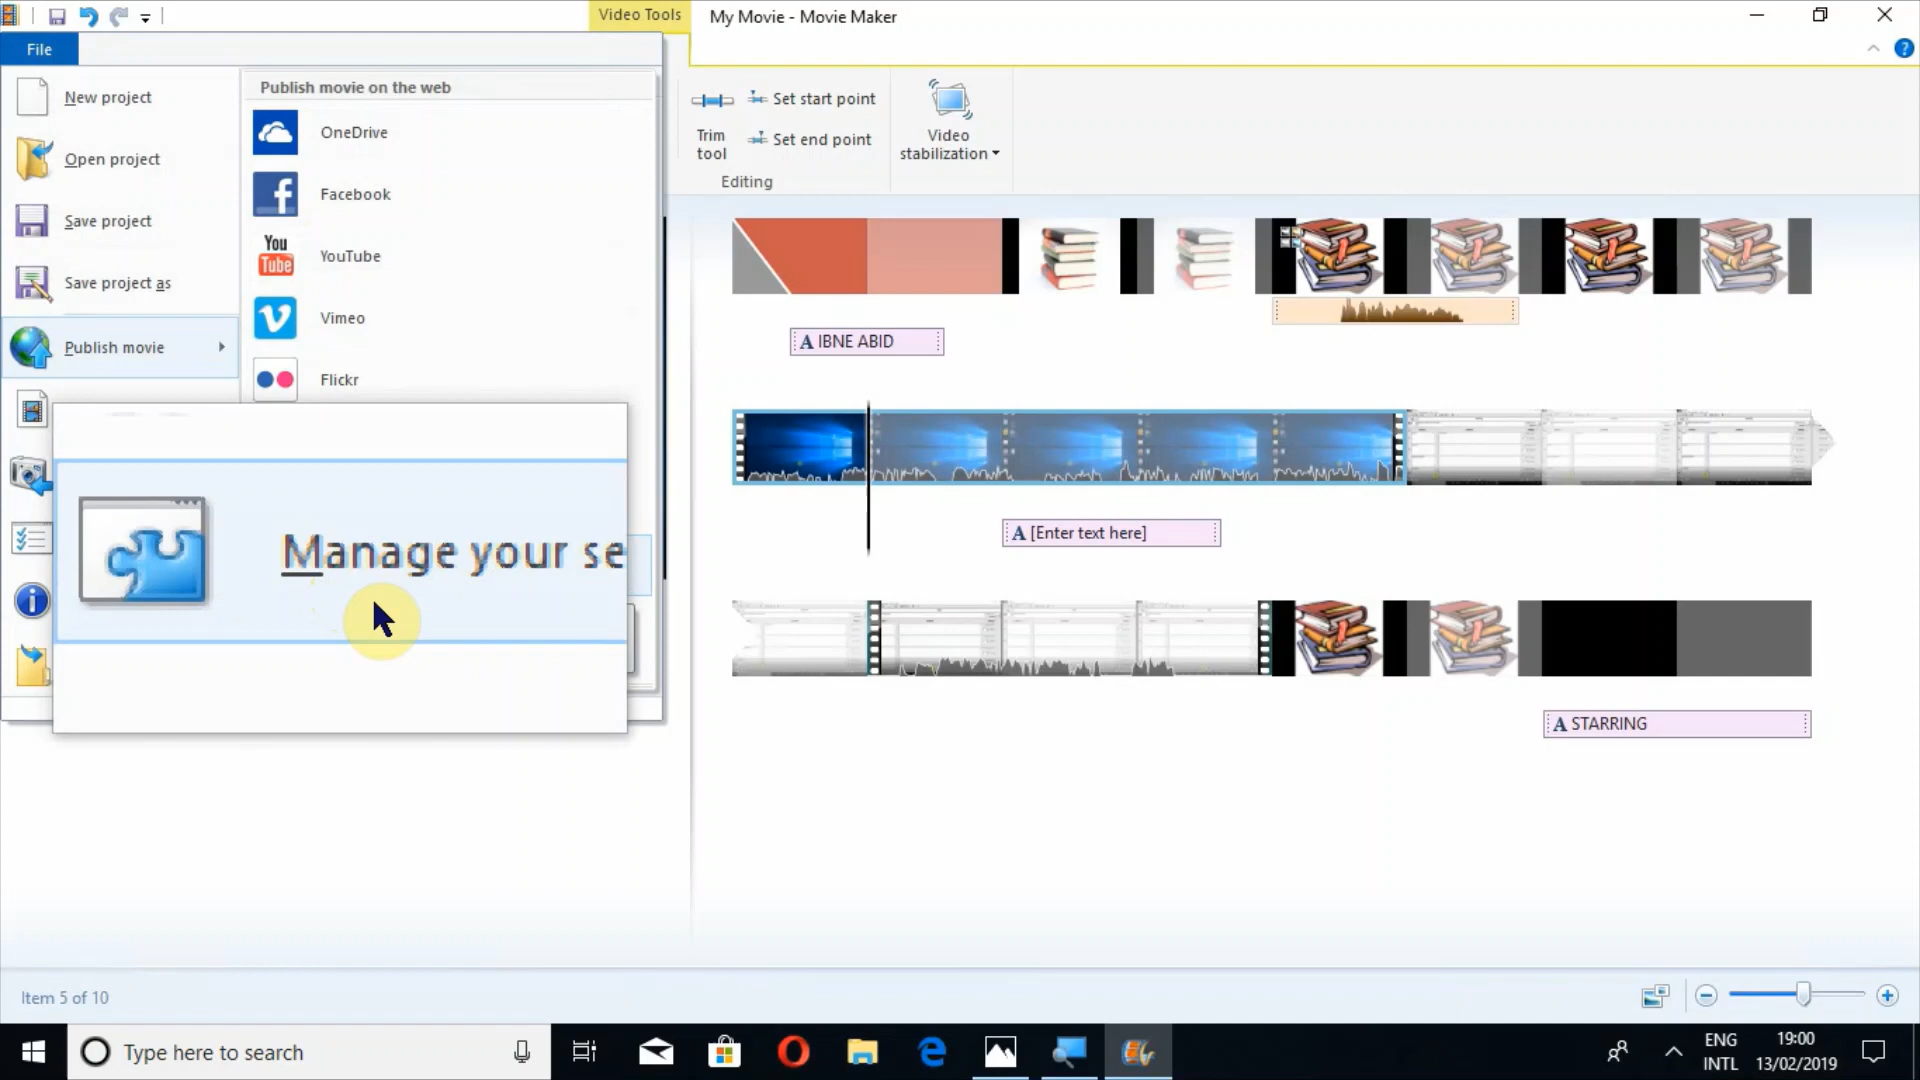 Video Tools
My Movie - Movie Maker
File
New project
Open project
Save project
Save project as
Publish movie
Publish movie on the web
OneDrive
Facebook
You
Tube
YouTube
Vimeo
Flickr
Manage your se
Trim
tool
Set start point
Set end point
Editing
Video
stabilization
A IBNE ABID
A [Enter text here]
A STARRING
Item 5 of 10
Type here to search
ENG
INTL
19:00
13/02/2019